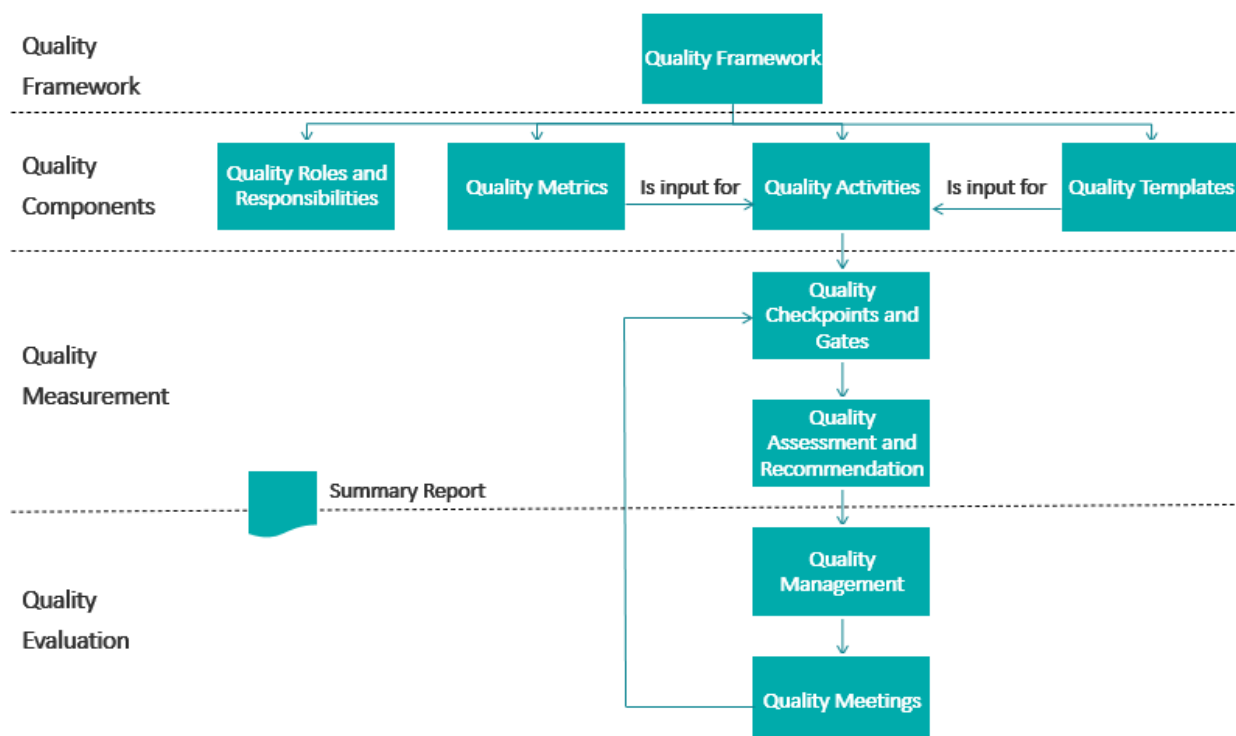 Quality
Framework
Quality Framework
Quality
Components
Quality Roles and
Responsibilities
Quality Metrics
Is input for
Quality Activities
Is input for
Quality Templates
Quality
Checkpoints and
Gates
Quality
Measurement
Quality
Assessment and
Recommendation
Summary Report
Quality
Management
Quality
Evaluation
Quality Meetings